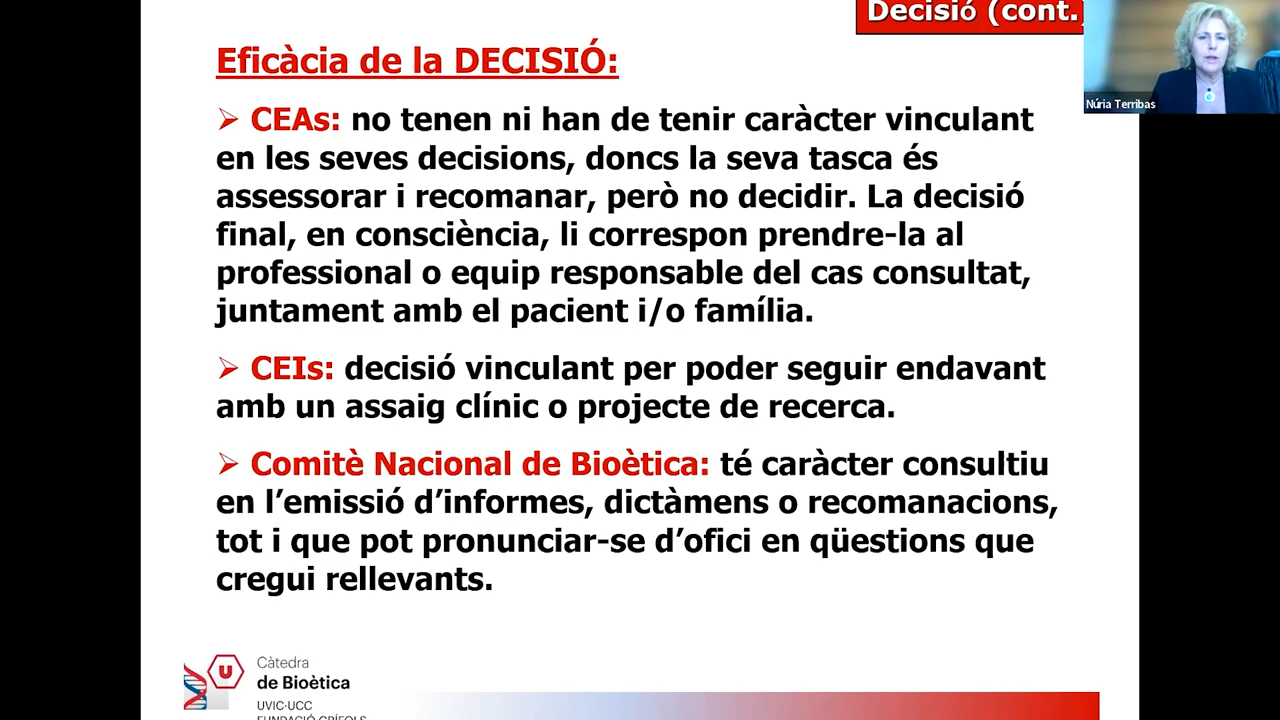 Decisió (cont.)
Núria Terribas
Eficàcia de la DECISIÓ:
CEAs: no tenen ni han de tenir caràcter vinculant
en les seves decisions, doncs la seva tasca és
assessorar i recomanar, però no decidir. La decisió
final, en consciència, li correspon prendre-la al
professional o equip responsable del cas consultat,
juntament amb el pacient i/o família.
CEIs: decisió vinculant per poder seguir endavant
amb un assaig clínic o projecte de recerca.
Comitè Nacional de Bioètica: té caràcter consultiu
en l’emissió d’informes, dictàmens o recomanacions,
tot i que pot pronunciar-se d’ofici en qüestions que
cregui rellevants.
U
Càtedra
de Bioètica
UVIC·UCC
FUNDACIÓ GRÍFOLS